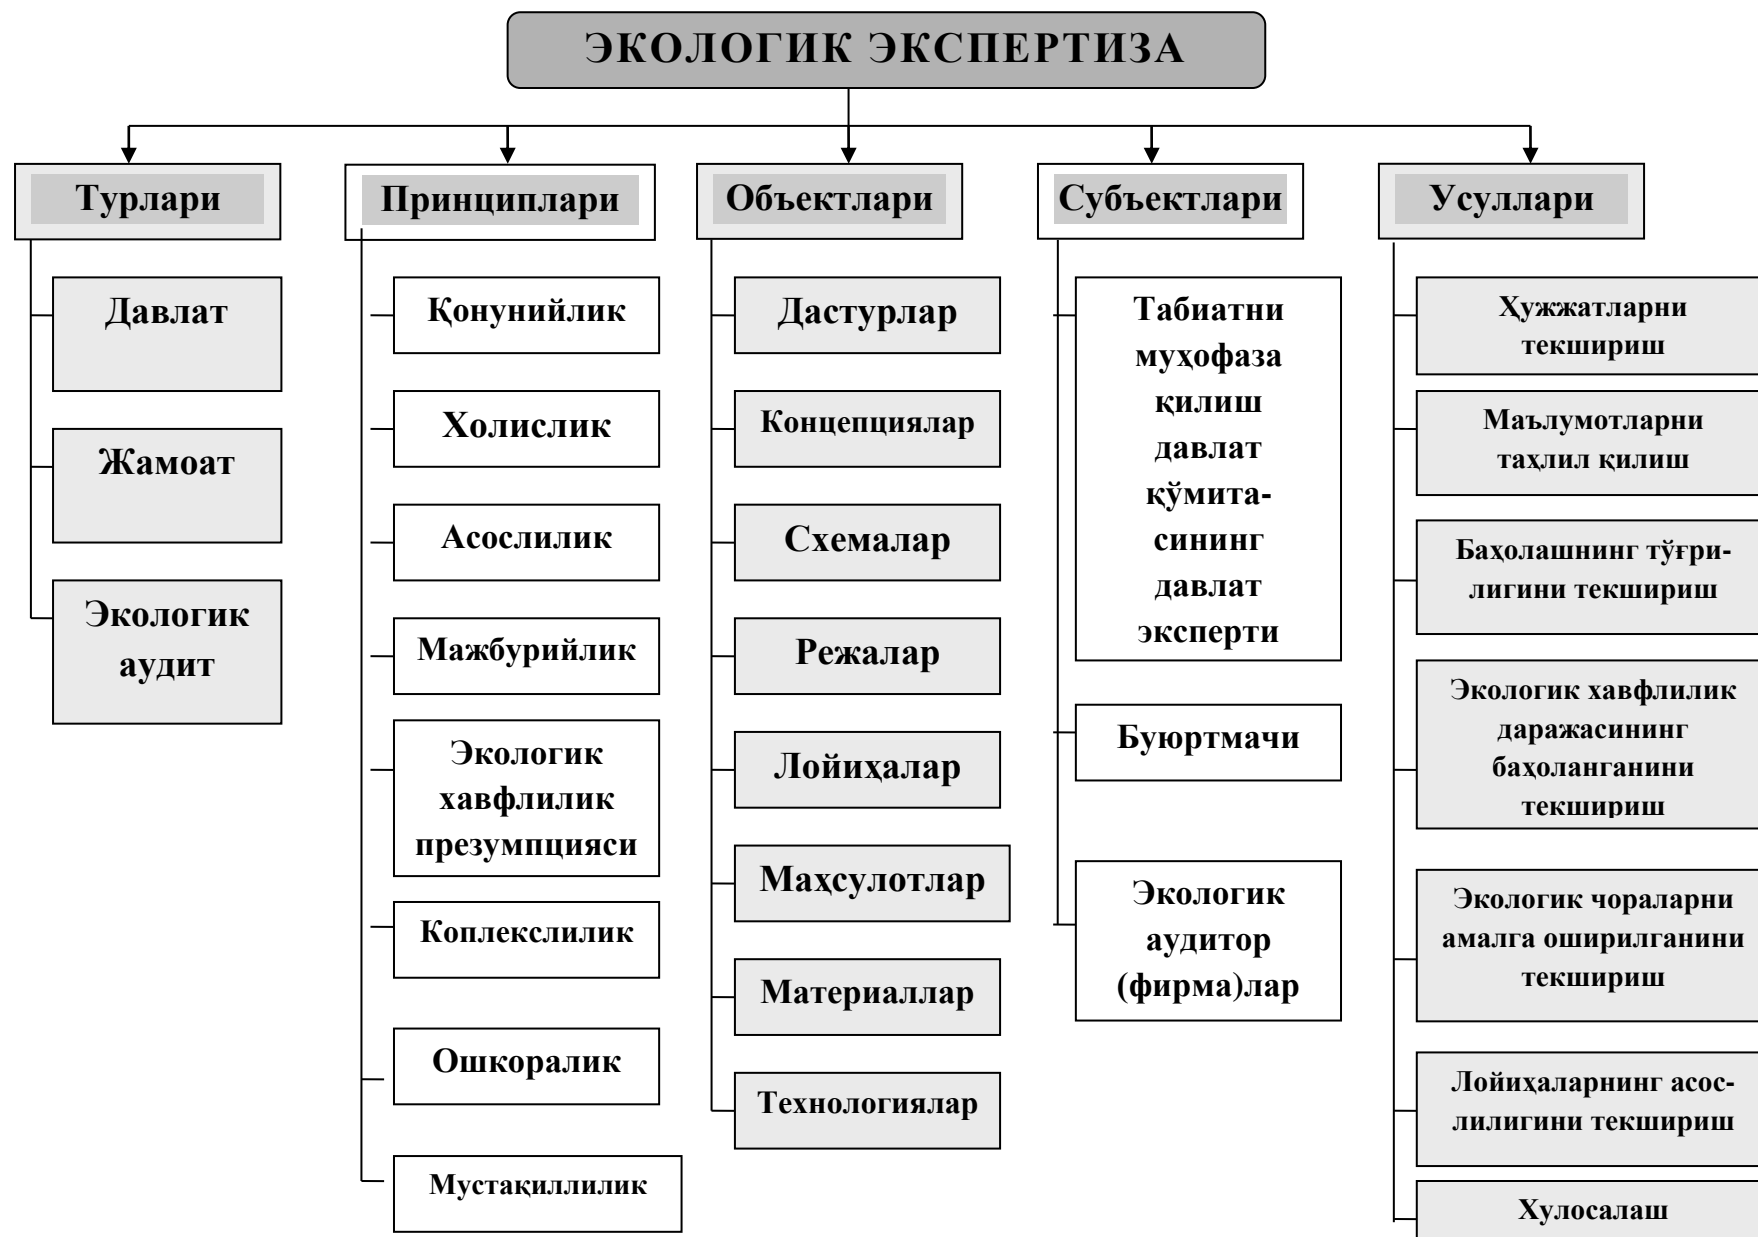 ЭКОЛОГИК ЭКСПЕРТИЗА
Турлари
Давлат
Жамоат
Экологик
аудит
Принциплари
Қонунийлик
Холислик
Асослилик
Мажбурийлик
Экологик
хавфлилик
презумпцияси
Коплекслилик
Ошкоралик
Мустақиллилик
Объектлари
Дастурлар
Концепциялар
Схемалар
Режалар
Лойиҳалар
Маҳсулотлар
Материаллар
Технологиялар
Субъектлари
Табиатни
муҳофаза
қилиш
давлат
қўмита-
сининг
давлат
эксперти
Буюртмачи
Экологик
аудитор
(фирма)лар
Усуллари
Ҳужжатларни
текшириш
Маълумотларни
таҳлил қилиш
Баҳолашнинг тўғри-
лигини текшириш
Экологик хавфлилик
даражасининг
баҳоланганини
текшириш
Экологик чораларни
амалга оширилганини
текшириш
Лойиҳаларнинг асос-
лилигини текшириш
Хулосалаш